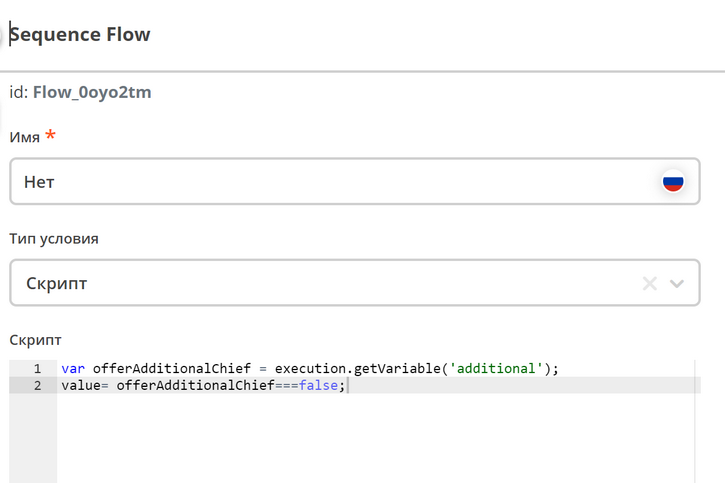 Sequence Flow
id: Flow_0oyo2tm
Имя *
Нет
Тип условия
Скрипт
Скрипт
1 var offerAdditionalChief = execution.getVariable('additional');
2 value= offerAdditionalChief===false;